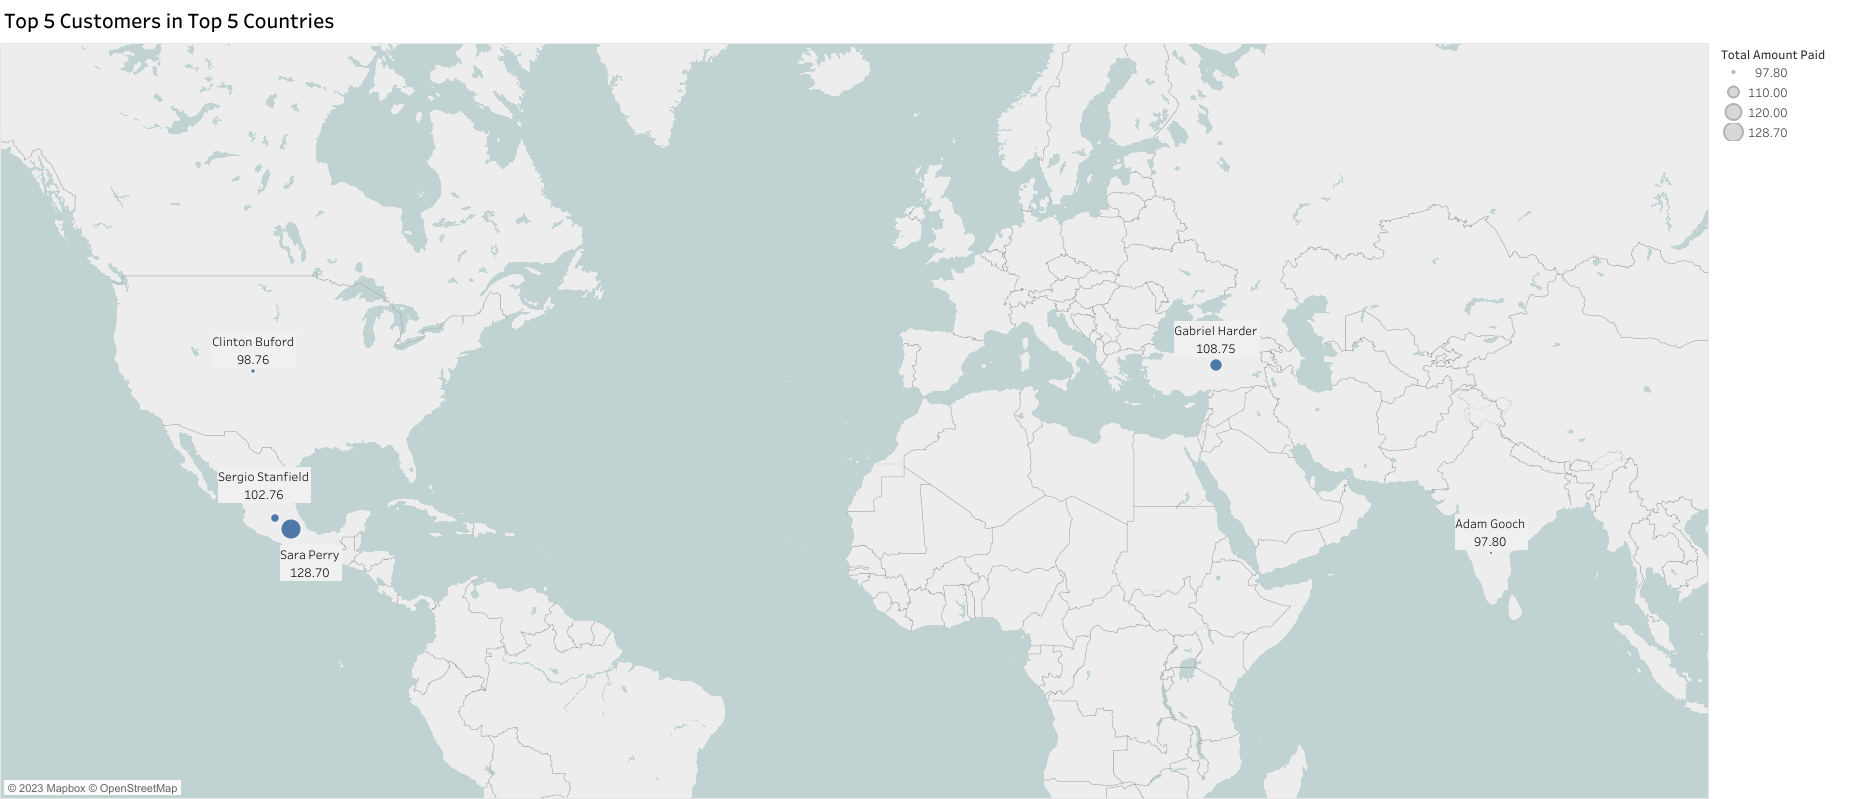 Top 5 Customers in Top 5 Countries
Total Amount Paid
97.80
110.00
120.00
128.70
Clinton Buford
98.76
Gabriel Harder
108.75
Sergio Stanfield
102.76
Sara Perry
128.70
Adam Gooch
97.80
© 2023 Mapbox © OpenStreetMap